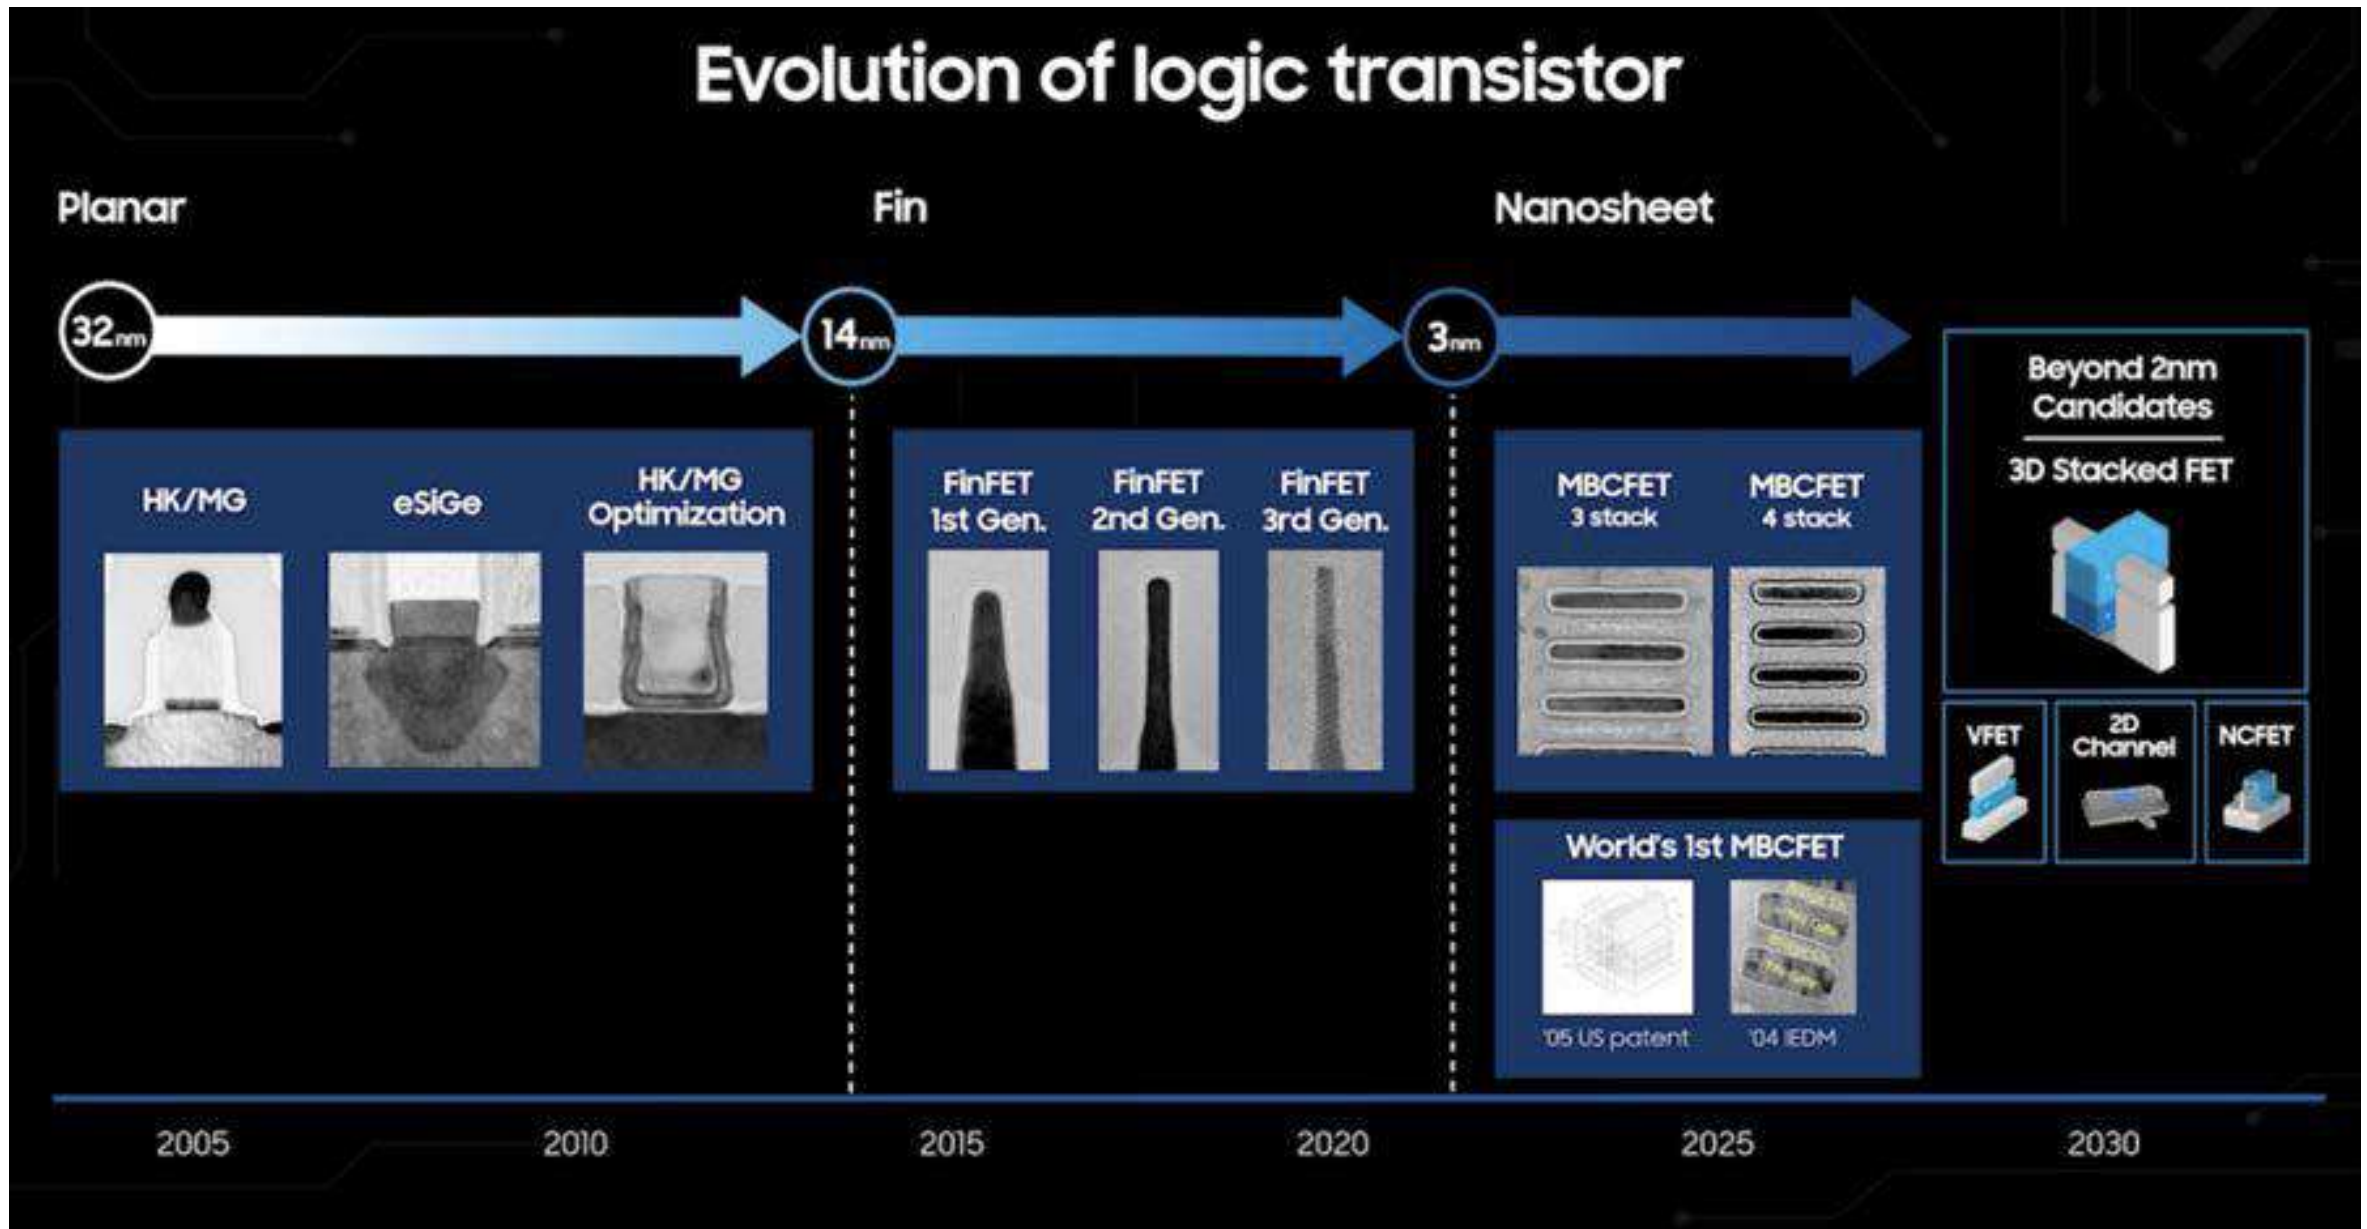 Evolution of logic transistor
Planar
Fin
Nanosheet
32nm
14nm
3nm
HK/MG
eSiGe
HK/MG
Optimization
FinFET
1st Gen.
FinFET
2nd Gen.
FinFET
3rd Gen.
MBCFET
3 stack
MBCFET
4 stack
World's 1st MBCFET
'05 US patent
'04 IEDM
Beyond 2nm
Candidates
3D Stacked FET
VFET
2D
Channel
NCFET
2005
2010
2015
2020
2025
2030